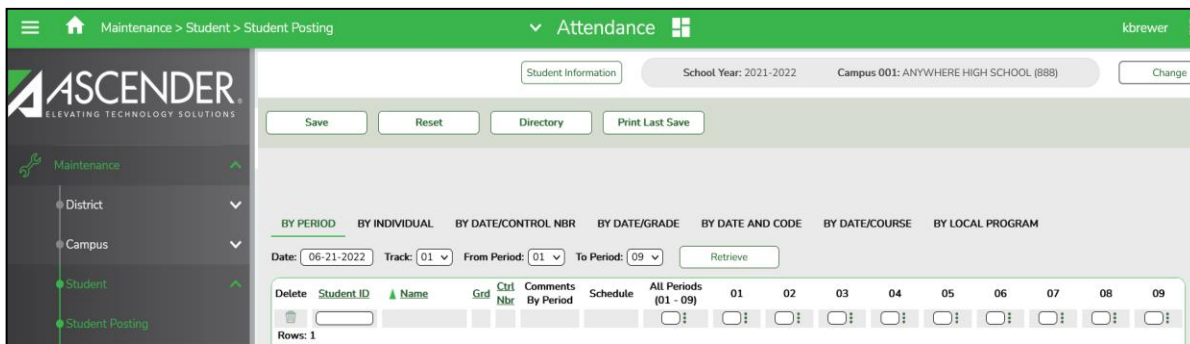 Maintenance > Student > Student Posting
Attendance
kbrewer
ASCENDER®
ELEVATING TECHNOLOGY SOLUTIONS
Student Information
School Year: 2021-2022
Campus 001: ANYWHERE HIGH SCHOOL (888)
Change
Save
Reset
Directory
Print Last Save
Maintenance
District
Campus
Student
Student Posting
BY PERIOD BY INDIVIDUAL BY DATE/CONTROL NBR BY DATE/GRADE BY DATE AND CODE BY DATE/COURSE BY LOCAL PROGRAM
Date: 06-21-2022 Track: 01 From Period: 01 To Period: 09 Retrieve
Delete Student ID Name Grd Ctrl Nbr Comments By Period Schedule All Periods (01 - 09) 01 02 03 04 05 06 07 08 09
Rows: 1